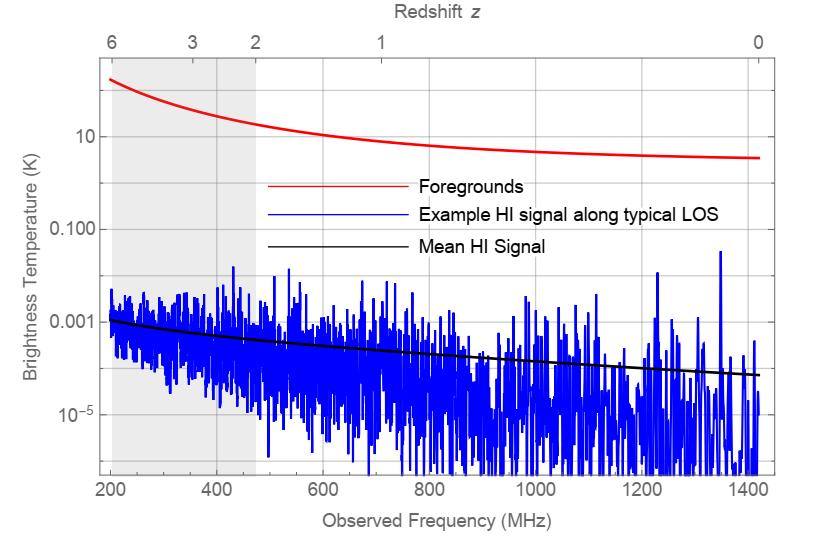 Redshift z
6 3 2 1 0
10
Foregrounds
Example HI signal along typical LOS
0.100
Mean HI Signal
0.001
10⁻⁵
Brightness Temperature (K)
200 400 600 800 1000 1200 1400
Observed Frequency (MHz)